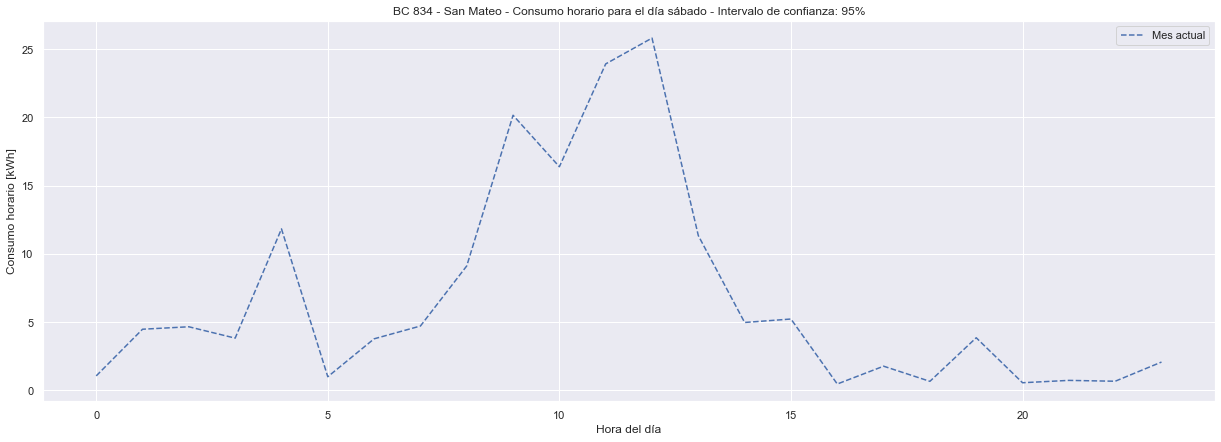 BC 834 - San Mateo - Consumo horario para el día sábado - Intervalo de confianza: 95%
Mes actual
Consumo horario [kWh]
25
20
15
10
5
0
0 5 10 15 20
Hora del día